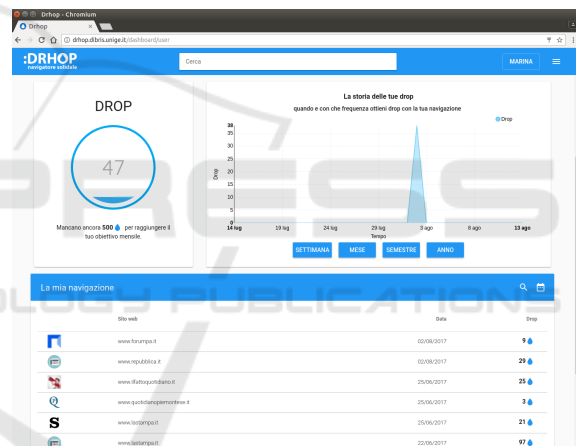 Drhop - Chromium
Drhop
drhop.dibris.unige.it/dashboard/user
:DRHOP
navigatore solidale
Cerca
MARINA
DROP
47
Mancano ancora 500 per raggiungere il
tuo obiettivo mensile.
La storia delle tue drop
quando e con che frequenza ottieni drop con la tua navigazione
Drop
38
35
30
25
20
15
10
5
0
Drop
14 lug
19 lug
24 lug
29 lug
3 ago
8 ago
13 ago
Tempo
SETTIMANA
MESE
SEMESTRE
ANNO
La mia navigazione
Sito web
Data
Drop
www.forumpa.it
02/08/2017
9
www.repubblica.it
02/08/2017
29
www.ilfattoquotidiano.it
25/06/2017
25
www.quotidianopiemontese.it
25/06/2017
3
www.lastampa.it
25/06/2017
21
www.lastampa.it
22/06/2017
97
PRESS
OLOGY PUBLICATIONS